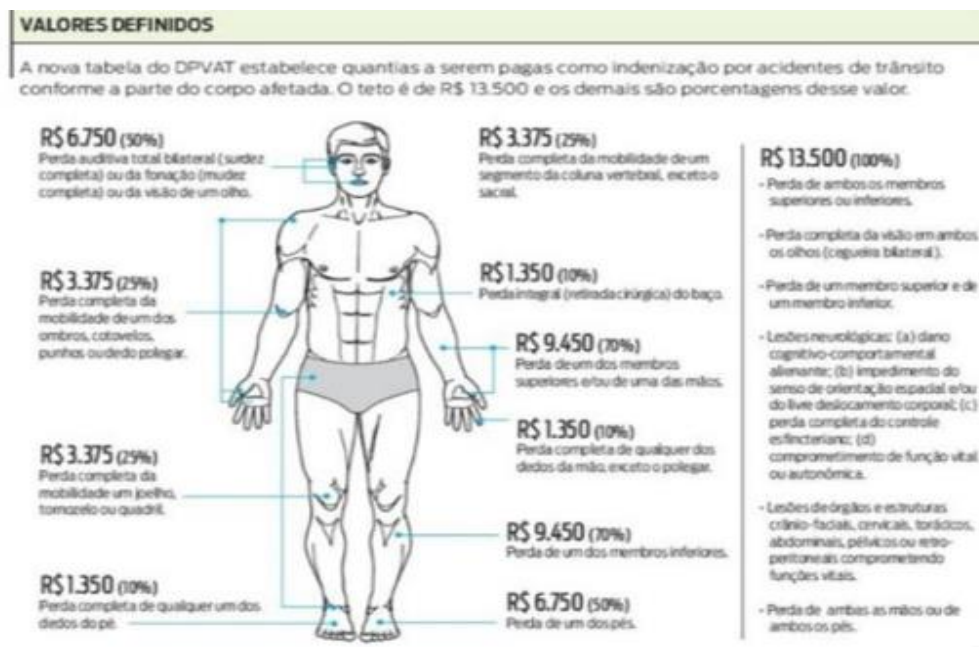 VALORES DEFINIDOS
A nova tabela do DPVAT estabelece quantias a serem pagas como indenização por acidentes de trânsito
conforme a parte do corpo afetada. O teto é de R$ 13.500 e os demais são porcentagens desse valor.
R$ 6.750 (50%)
Perda auditiva total bilateral (surdez
completa) ou da fonação (mudez
completa) ou da visão de um olho.
R$ 3.375 (25%)
Perda completa da
mobilidade de um dos
ombros, cotovelos,
punhos ou dedo polegar.
R$ 3.375 (25%)
Perda completa da
mobilidade um joelho,
tornozelo ou quadril.
R$ 1.350 (10%)
Perda completa de qualquer um dos
dedos do pé.
R$ 3.375 (25%)
Perda completa da mobilidade de um
segmento da coluna vertebral, exceto o
sacral.
R$ 1.350 (10%)
Perda integral (retirada cirúrgica) do baço.
R$ 9.450 (70%)
Perda de um dos membros
superiores e/ou de uma das mãos.
R$ 1.350 (10%)
Perda completa de qualquer dos
dedos da mão, exceto o polegar.
R$ 9.450 (70%)
Perda de um dos membros inferiores.
R$ 6.750 (50%)
Perda de um dos pés.
R$ 13.500 (100%)
- Perda de ambos os membros
superiores ou inferiores.
- Perda completa da visão em ambos
os olhos (cegueira bilateral).
- Perda de um membro superior e de
um membro inferior.
- Lesões neurológicas: (a) dano
cognitivo-comportamental
alienante; (b) impedimento do
senso de orientação espacial e/ou
do livre deslocamento corporal; (c)
perda completa do controle
esfincteriano; (d)
comprometimento de função vital
ou autonômica.
- Lesões de órgãos e estruturas
crânio-faciais, cervicais, torácicos,
abdominais, pélvicos ou retro-
peritoneais comprometendo
funções vitais.
- Perda de ambas as mãos ou de
ambos os pés.